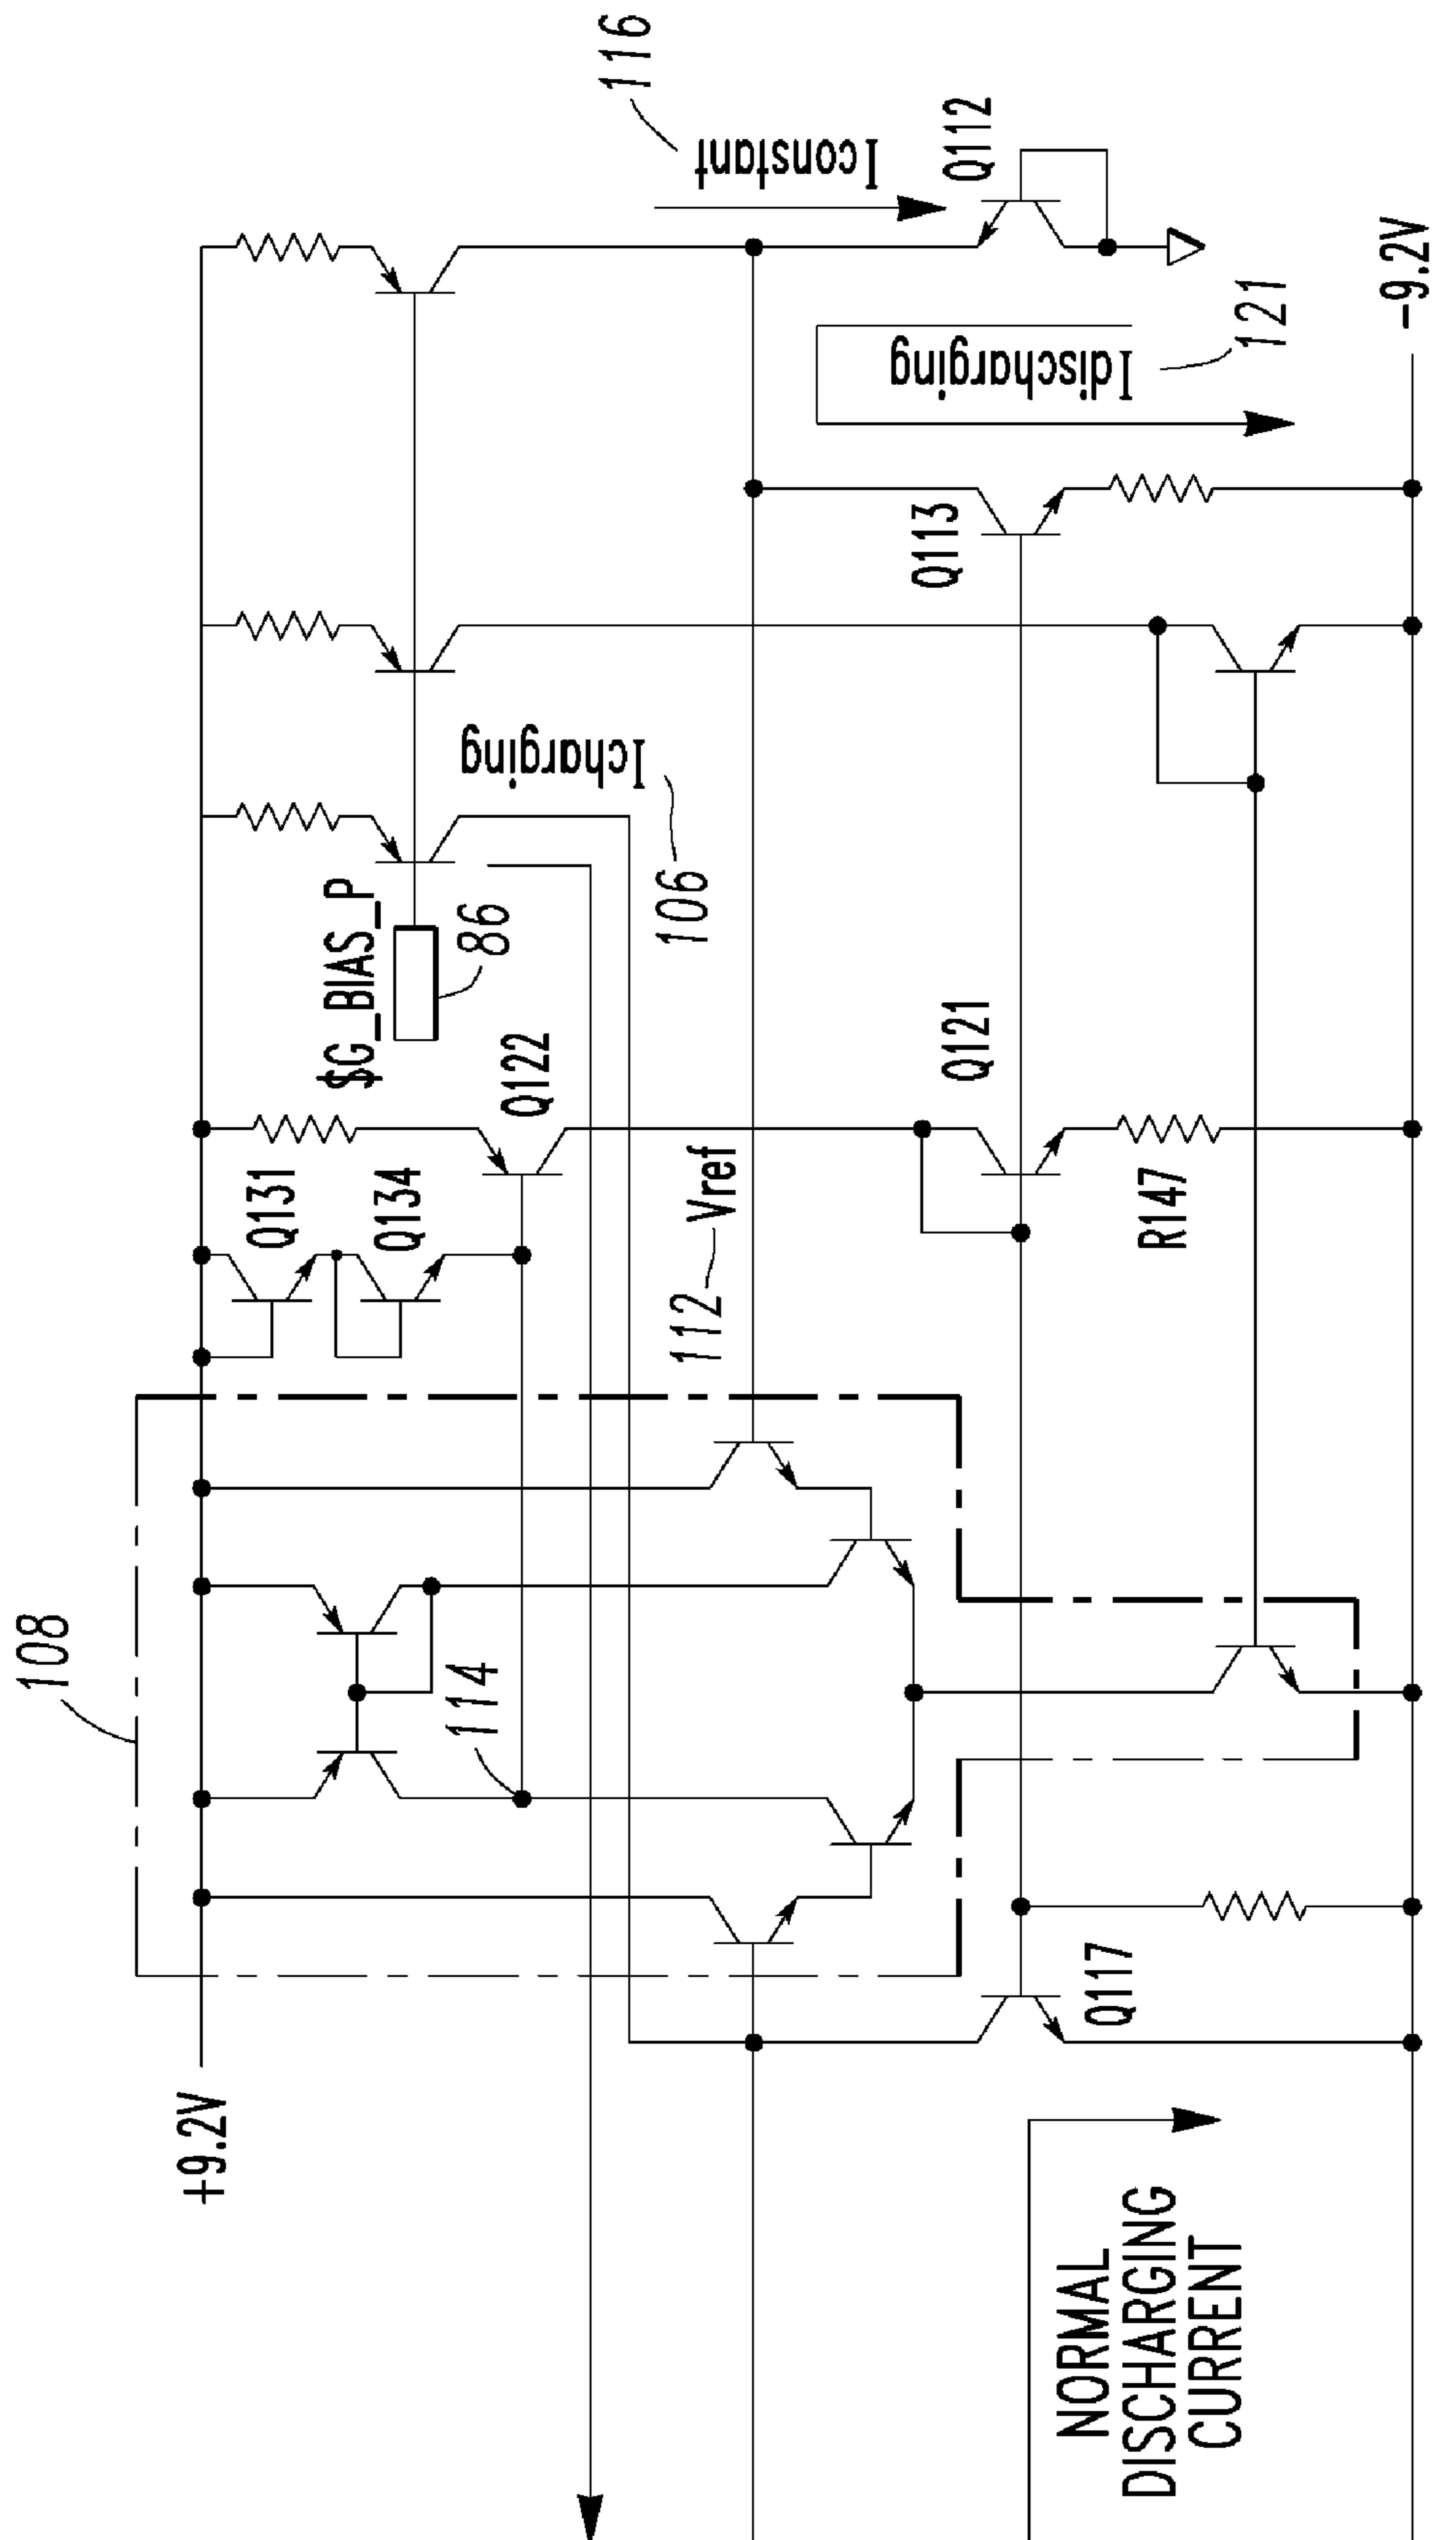 +9.2V
108
114
Q131
Q134
Q122
$G_BIAS_P
86
Icharging
106
112
Vref
116
Iconstant
Q112
Idischarging
121
Q113
Q121
R147
Q117
-9.2V
NORMAL
DISCHARGING
CURRENT